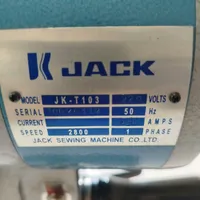 JACK
MODEL JK-T103 VOLTS
SERIAL 50 Hz
CURRENT AMPS
SPEED 2800 1 PHASE
JACK SEWING MACHINE CO.LTD.